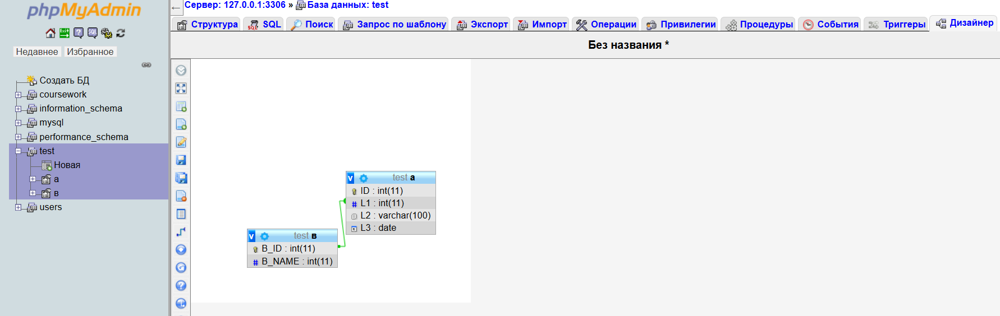 phpMyAdmin
Недавнее Избранное
Создать БД
coursework
information_schema
mysql
performance_schema
test
Новая
а
в
users
← Сервер: 127.0.0.1:3306 » База данных: test
Структура SQL Поиск Запрос по шаблону Экспорт Импорт Операции Привилегии Процедуры События Триггеры Дизайнер
Без названия *
v test а
ID : int(11)
L1 : int(11)
L2 : varchar(100)
L3 : date
v test в
B_ID : int(11)
B_NAME : int(11)